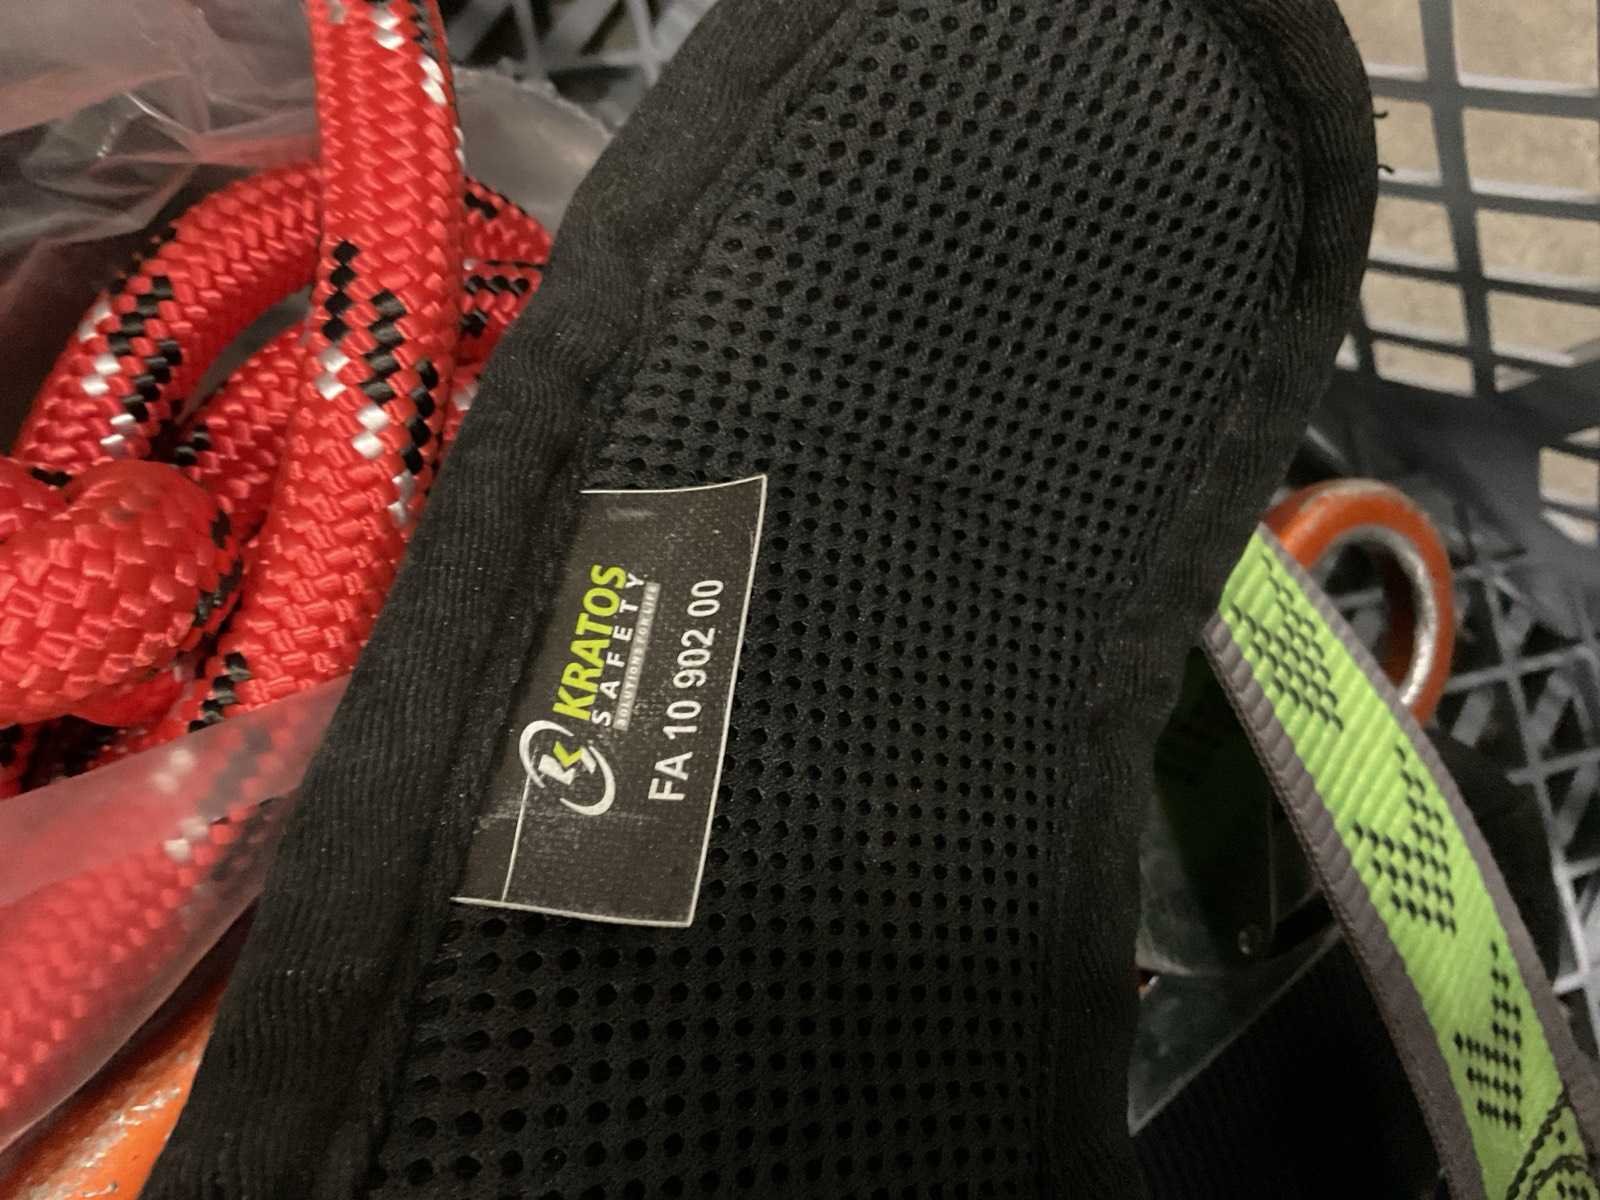 KRATOS
SAFETY
SOLUTIONS FOR LIFE
FA 10 902 00